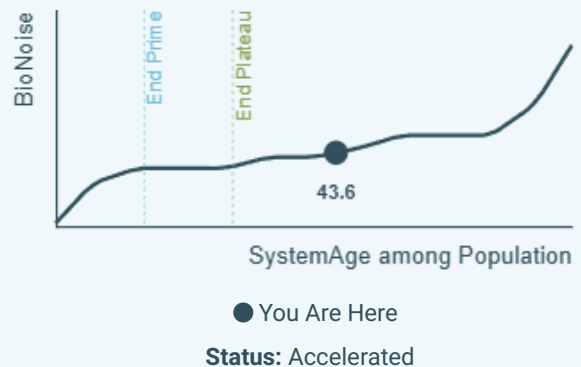 BioNoise
End Prime
End Plateau
43.6
SystemAge among Population
You Are Here
Status: Accelerated